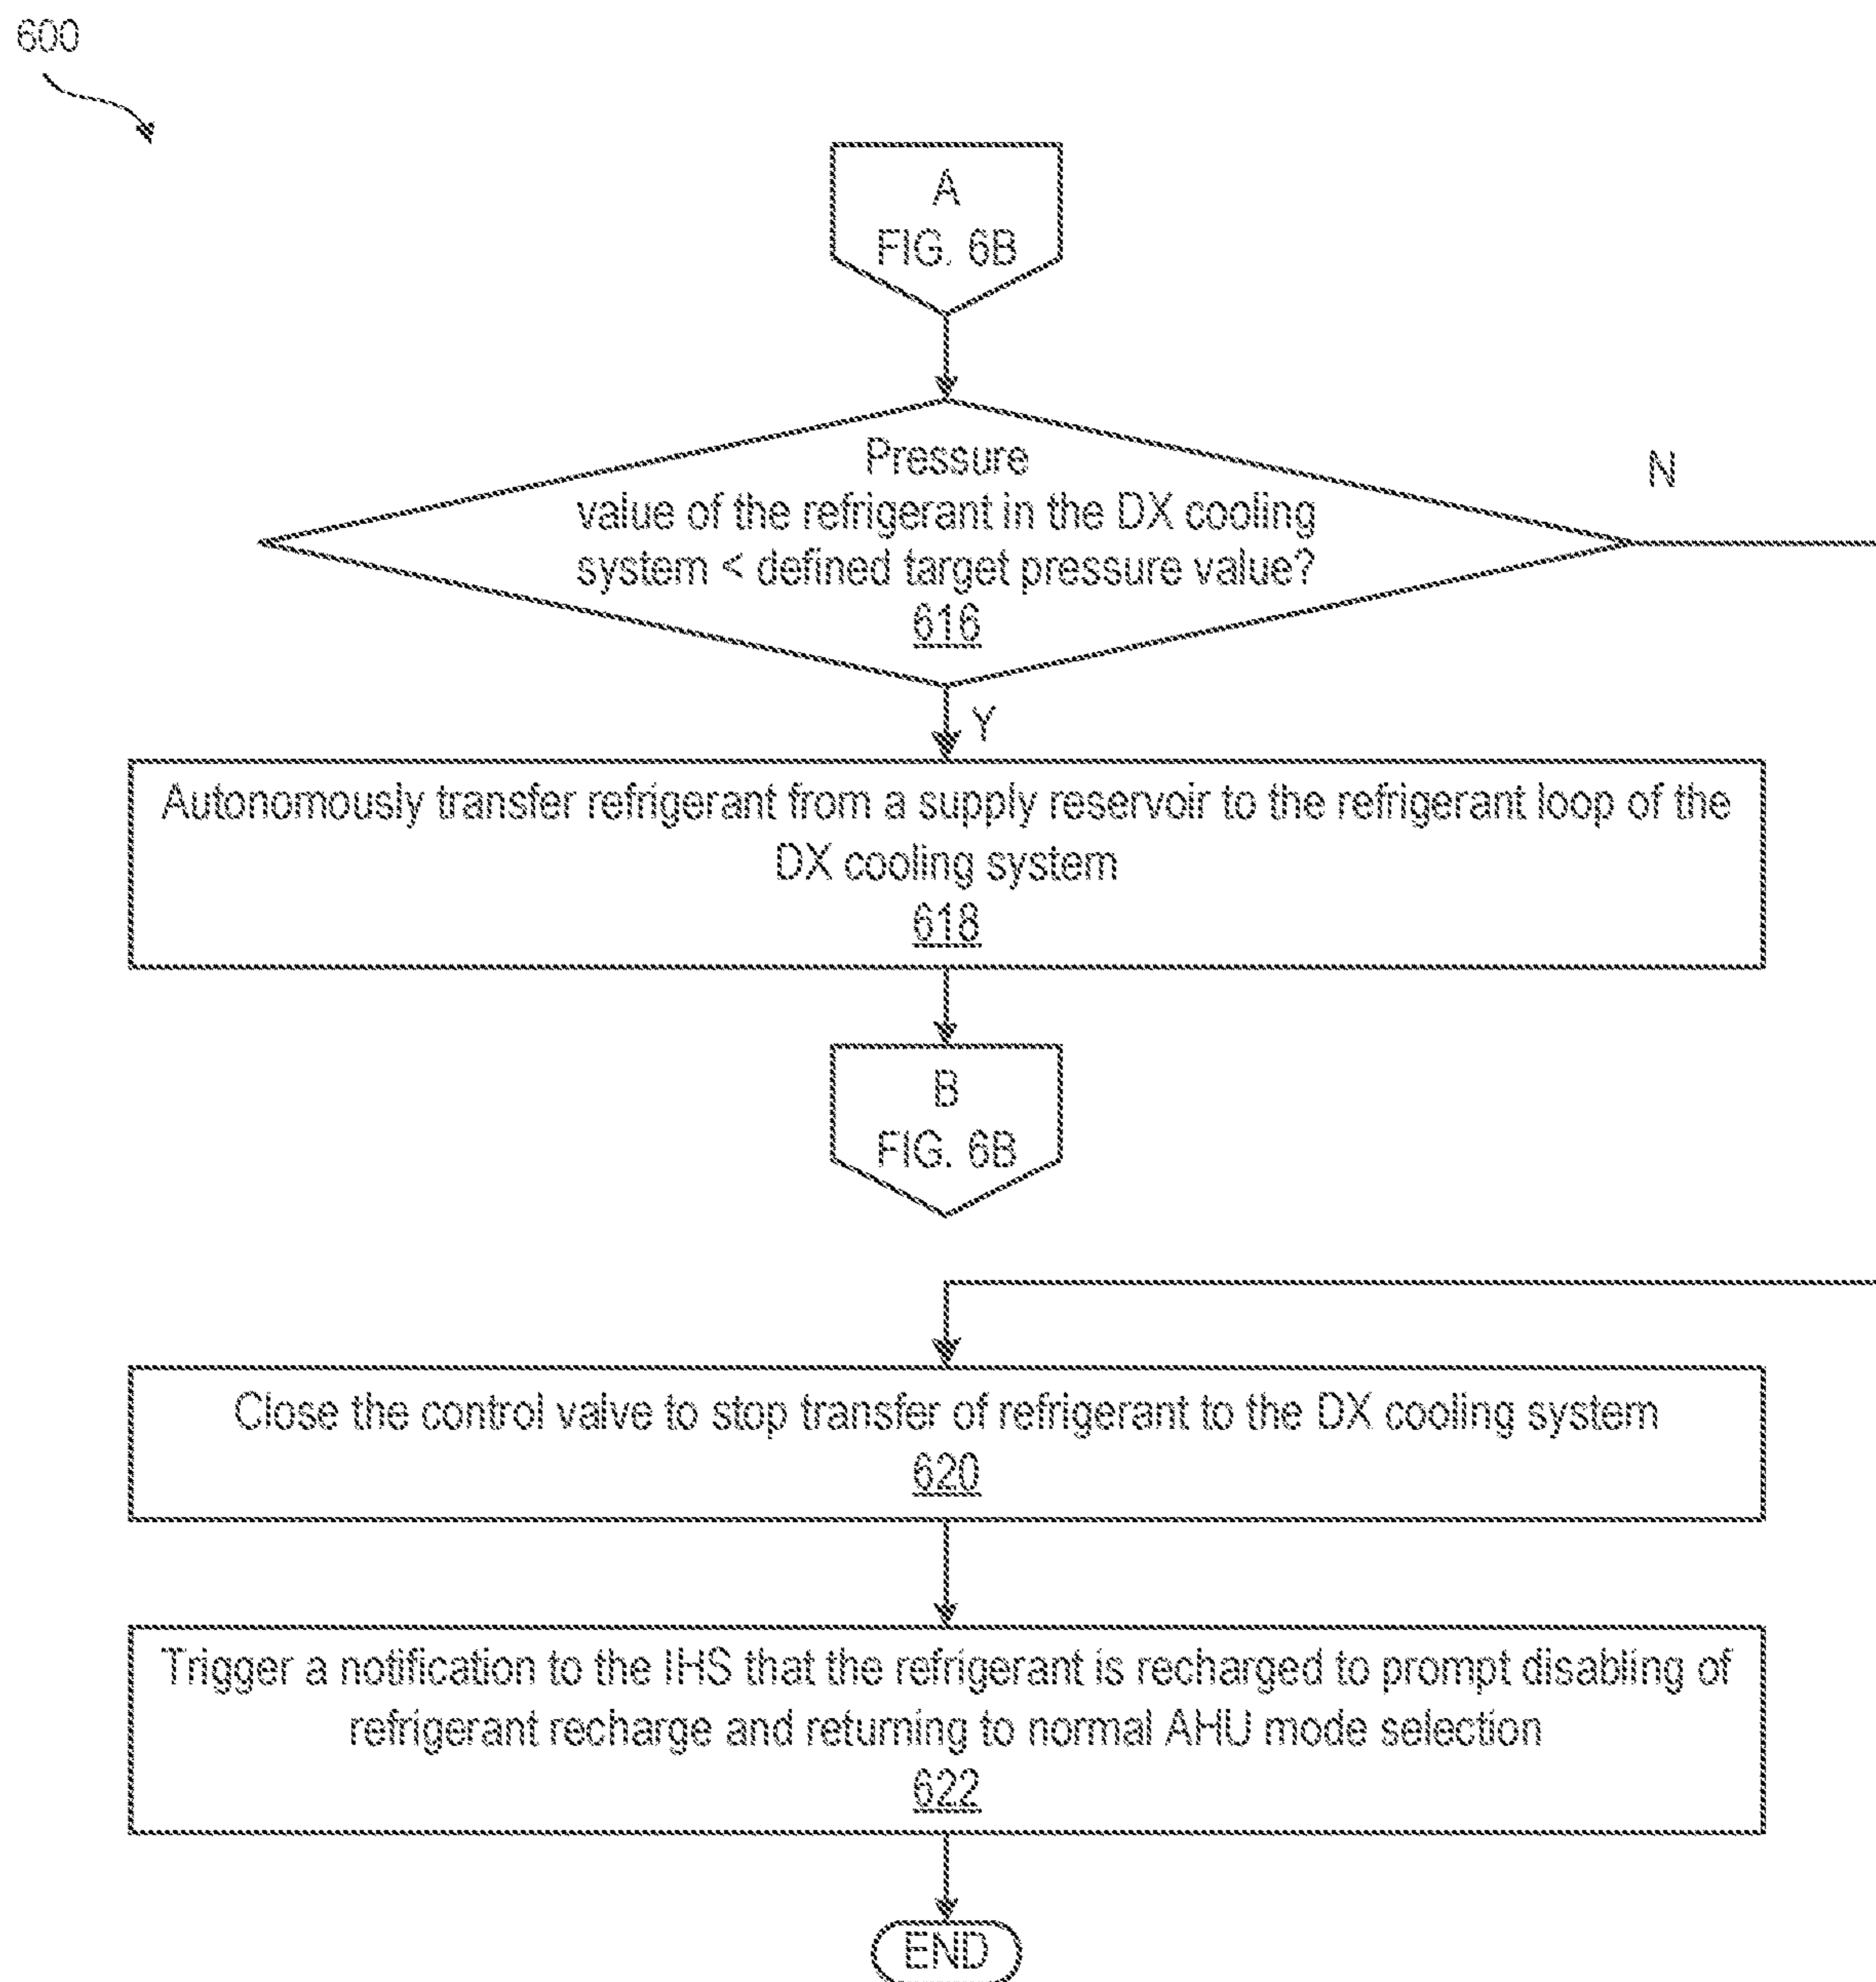 600
A
FIG. 6B
Pressure
value of the refrigerant in the DX cooling
system < defined target pressure value?
616
N
Y
Autonomously transfer refrigerant from a supply reservoir to the refrigerant loop of the
DX cooling system
618
B
FIG. 6B
Close the control valve to stop transfer of refrigerant to the DX cooling system
620
Trigger a notification to the IHS that the refrigerant is recharged to prompt disabling of
refrigerant recharge and returning to normal AHU mode selection
622
END